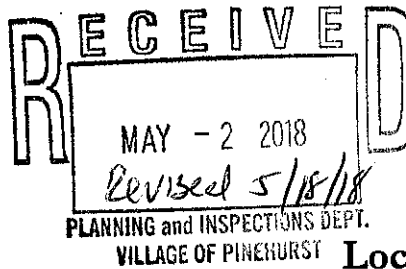 RECEIVED
MAY - 2 2018
Revised 5/18/18
PLANNING and INSPECTIONS DEPT.
VILLAGE OF PINEHURST Loc